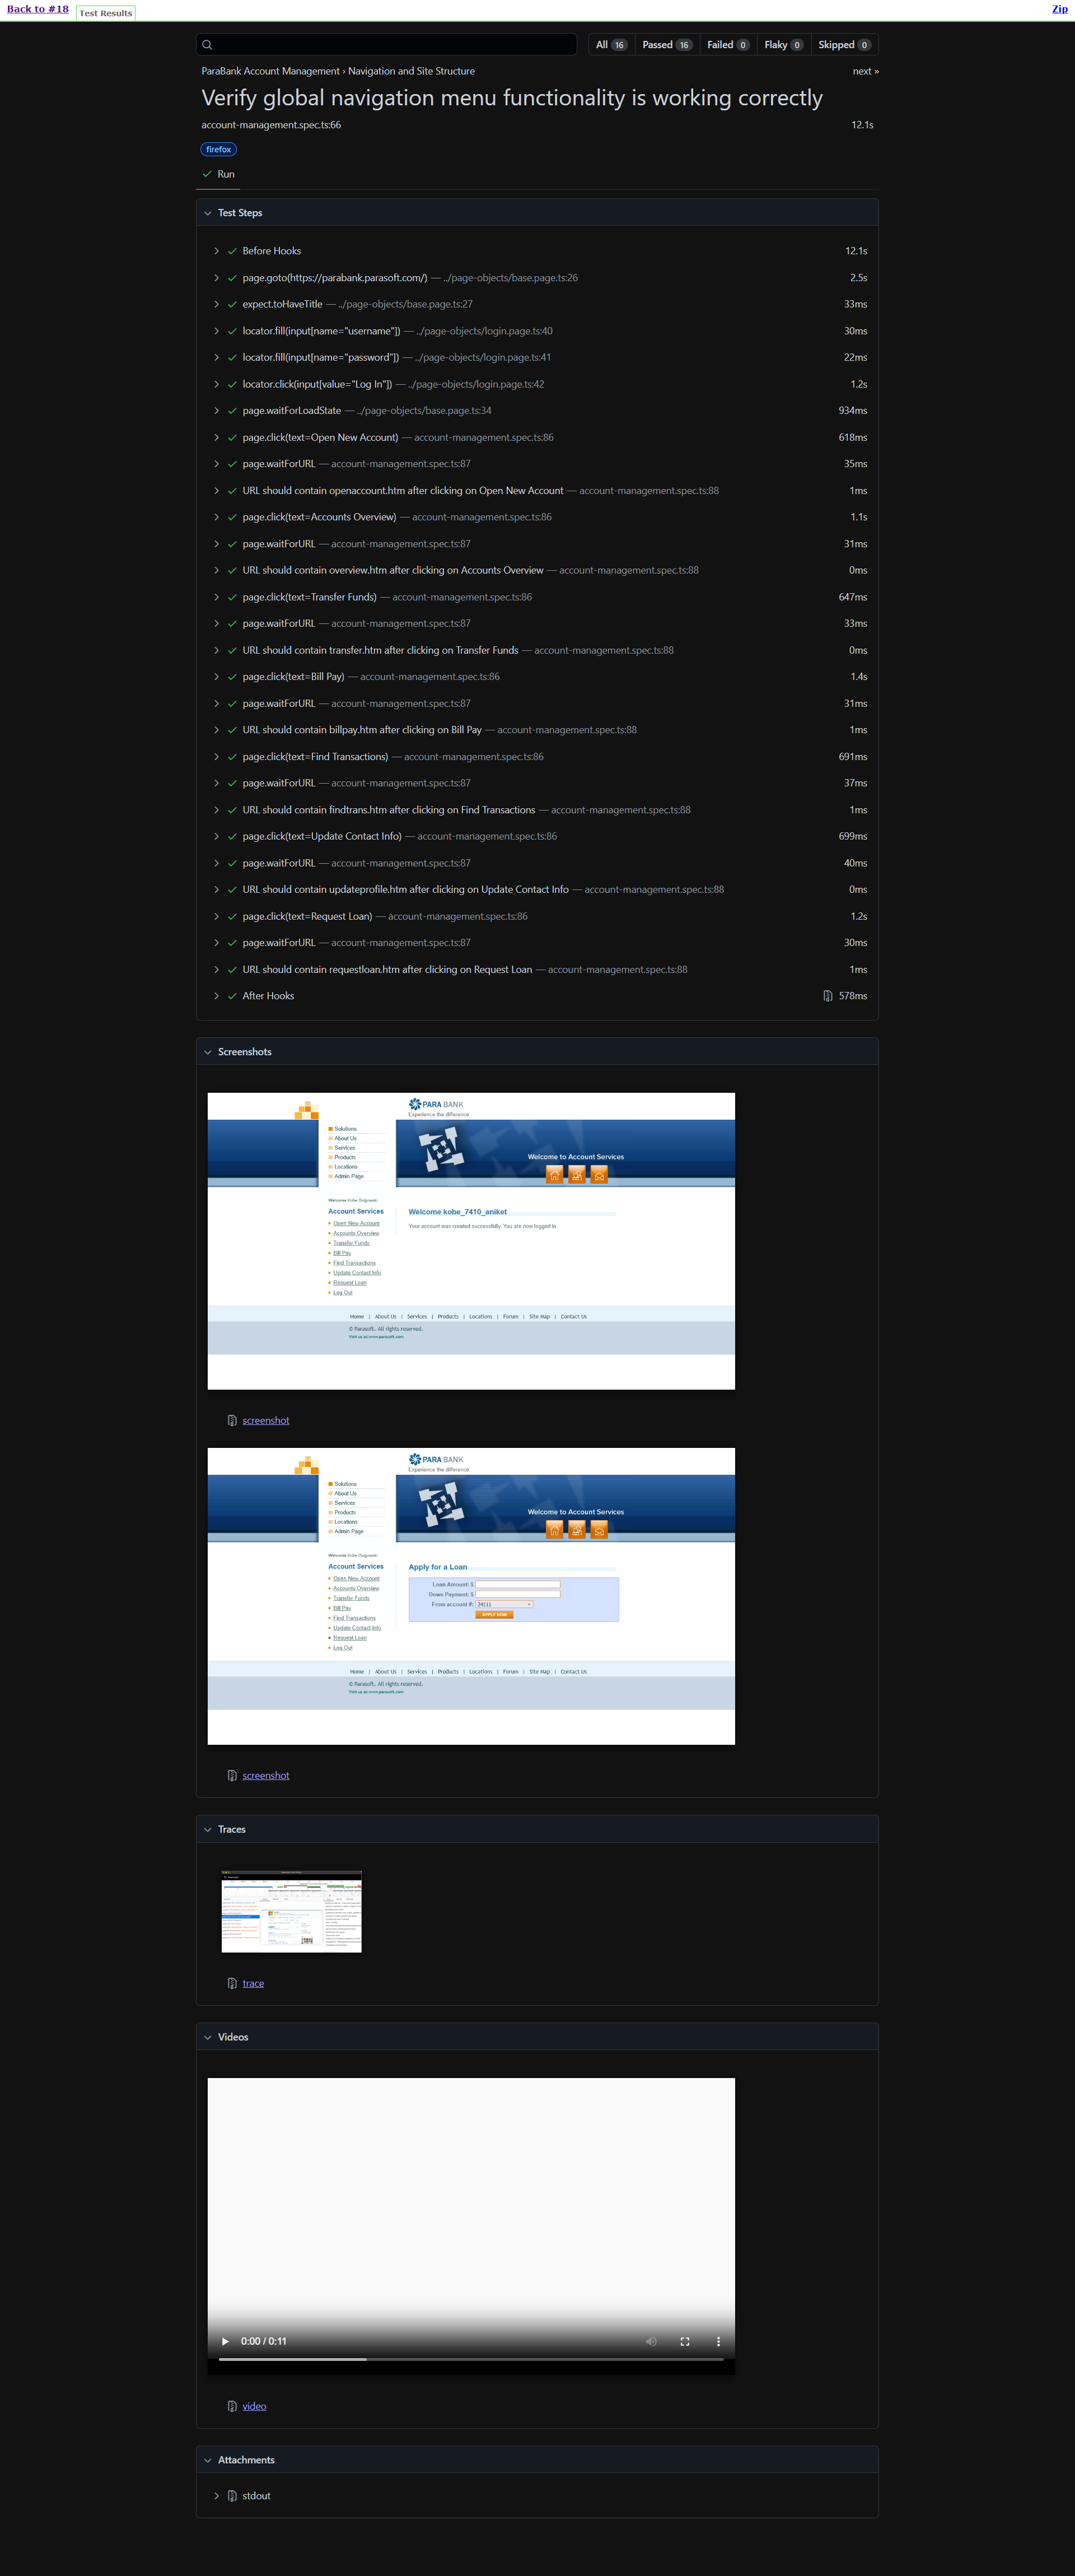 Back to #18 Test Results Zip
All 16 Passed 16 Failed 0 Flaky 0 Skipped 0
ParaBank Account Management › Navigation and Site Structure next »
Verify global navigation menu functionality is working correctly
account-management.spec.ts:66 12.1s
firefox
Run
Test Steps
Before Hooks 12.1s
page.goto(https://parabank.parasoft.com/) — ../page-objects/base.page.ts:26 2.5s
expect.toHaveTitle — ../page-objects/base.page.ts:27 33ms
locator.fill(input[name="username"]) — ../page-objects/login.page.ts:40 30ms
locator.fill(input[name="password"]) — ../page-objects/login.page.ts:41 22ms
locator.click(input[value="Log In"]) — ../page-objects/login.page.ts:42 1.2s
page.waitForLoadState — ../page-objects/base.page.ts:34 934ms
page.click(text=Open New Account) — account-management.spec.ts:86 618ms
page.waitForURL — account-management.spec.ts:87 35ms
URL should contain openaccount.htm after clicking on Open New Account — account-management.spec.ts:88 1ms
page.click(text=Accounts Overview) — account-management.spec.ts:86 1.1s
page.waitForURL — account-management.spec.ts:87 31ms
URL should contain overview.htm after clicking on Accounts Overview — account-management.spec.ts:88 0ms
page.click(text=Transfer Funds) — account-management.spec.ts:86 647ms
page.waitForURL — account-management.spec.ts:87 33ms
URL should contain transfer.htm after clicking on Transfer Funds — account-management.spec.ts:88 0ms
page.click(text=Bill Pay) — account-management.spec.ts:86 1.4s
page.waitForURL — account-management.spec.ts:87 31ms
URL should contain billpay.htm after clicking on Bill Pay — account-management.spec.ts:88 1ms
page.click(text=Find Transactions) — account-management.spec.ts:86 691ms
page.waitForURL — account-management.spec.ts:87 37ms
URL should contain findtrans.htm after clicking on Find Transactions — account-management.spec.ts:88 1ms
page.click(text=Update Contact Info) — account-management.spec.ts:86 699ms
page.waitForURL — account-management.spec.ts:87 40ms
URL should contain updateprofile.htm after clicking on Update Contact Info — account-management.spec.ts:88 0ms
page.click(text=Request Loan) — account-management.spec.ts:86 1.2s
page.waitForURL — account-management.spec.ts:87 30ms
URL should contain requestloan.htm after clicking on Request Loan — account-management.spec.ts:88 1ms
After Hooks 578ms
Screenshots
PARA BANK
Experience the difference
Solutions
About Us
Services
Products
Locations
Admin Page
Welcome to Account Services
Welcome Kobe
Account Services
Open New Account
Accounts Overview
Transfer Funds
Bill Pay
Find Transactions
Update Contact Info
Request Loan
Log Out
Welcome kobe_7410_aniket
Your account was created successfully. You are now logged in.
Home | About Us | Services | Products | Locations | Forum | Site Map | Contact Us
© Parasoft. All rights reserved.
Visit us at: www.parasoft.com
screenshot
PARA BANK
Experience the difference
Solutions
About Us
Services
Products
Locations
Admin Page
Welcome to Account Services
Welcome Kobe
Account Services
Open New Account
Accounts Overview
Transfer Funds
Bill Pay
Find Transactions
Update Contact Info
Request Loan
Log Out
Apply for a Loan
Loan Amount: $
Down Payment: $
From account #:
APPLY NOW
Home | About Us | Services | Products | Locations | Forum | Site Map | Contact Us
© Parasoft. All rights reserved.
Visit us at: www.parasoft.com
screenshot
Traces
trace
Videos
0:00 / 0:11
video
Attachments
stdout